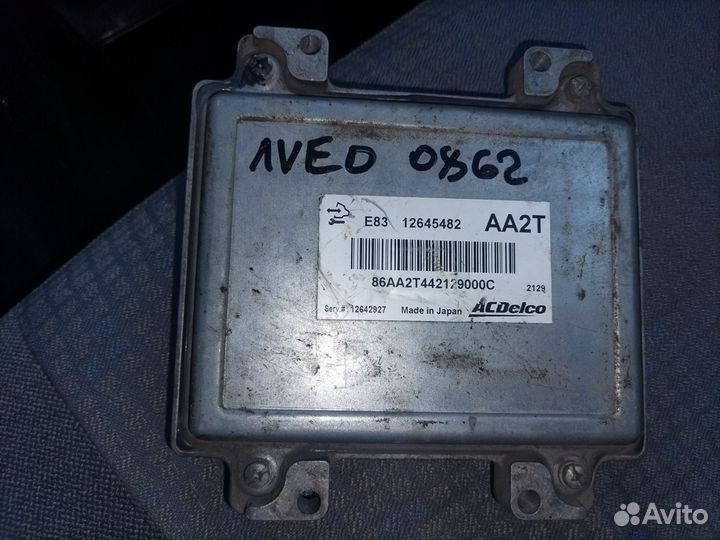 AVEO 0862
E83 12645482 AA2T
86AA2T442129000C 2129
Serv.# 12642927 Made in Japan ACDelco
Avito